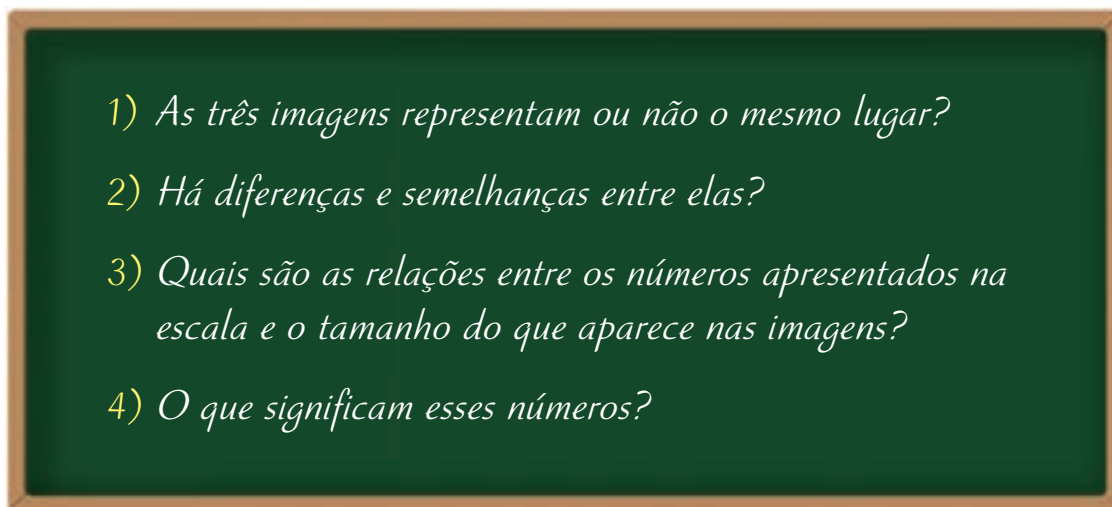 1) As três imagens representam ou não o mesmo lugar?
2) Há diferenças e semelhanças entre elas?
3) Quais são as relações entre os números apresentados na
escala e o tamanho do que aparece nas imagens?
4) O que significam esses números?